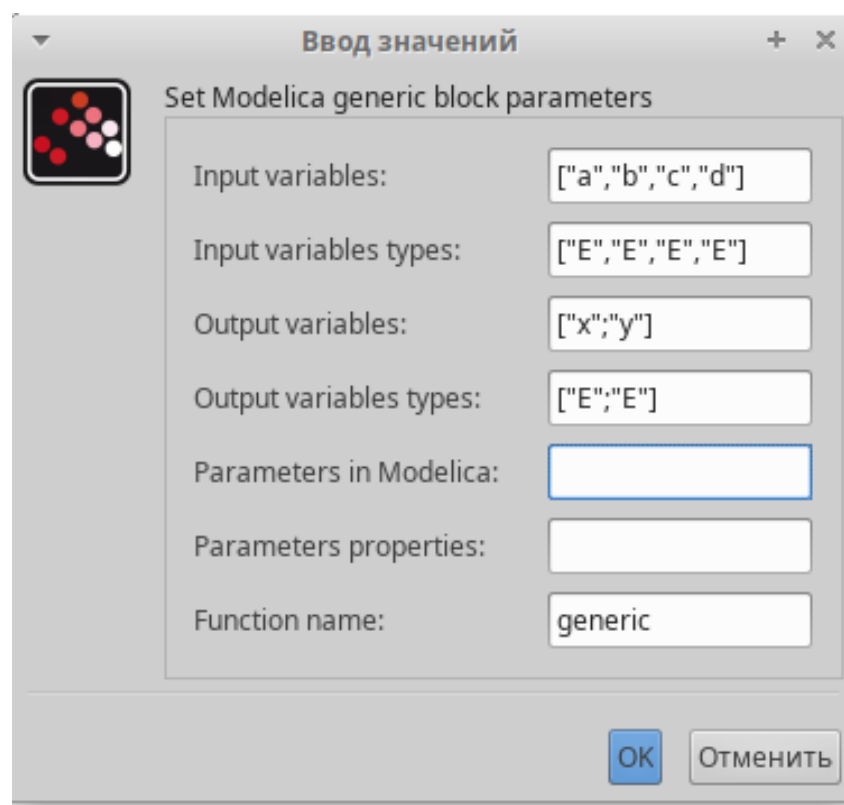 Ввод значений
Set Modelica generic block parameters
Input variables: ["a","b","c","d"]
Input variables types: ["E","E","E","E"]
Output variables: ["x";"y"]
Output variables types: ["E";"E"]
Parameters in Modelica:
Parameters properties:
Function name: generic
OK Отменить